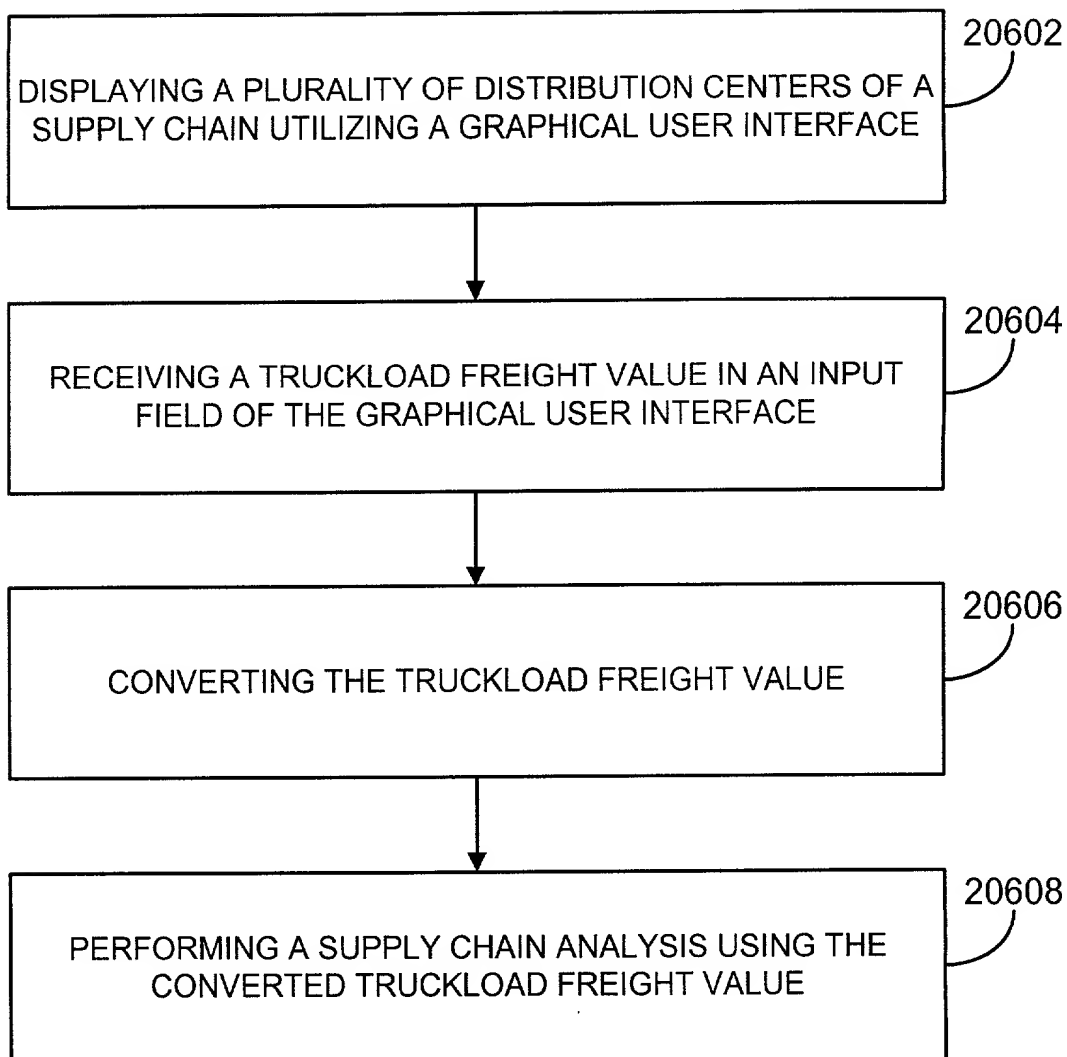 20602
DISPLAYING A PLURALITY OF DISTRIBUTION CENTERS OF A
SUPPLY CHAIN UTILIZING A GRAPHICAL USER INTERFACE
20604
RECEIVING A TRUCKLOAD FREIGHT VALUE IN AN INPUT
FIELD OF THE GRAPHICAL USER INTERFACE
20606
CONVERTING THE TRUCKLOAD FREIGHT VALUE
20608
PERFORMING A SUPPLY CHAIN ANALYSIS USING THE
CONVERTED TRUCKLOAD FREIGHT VALUE